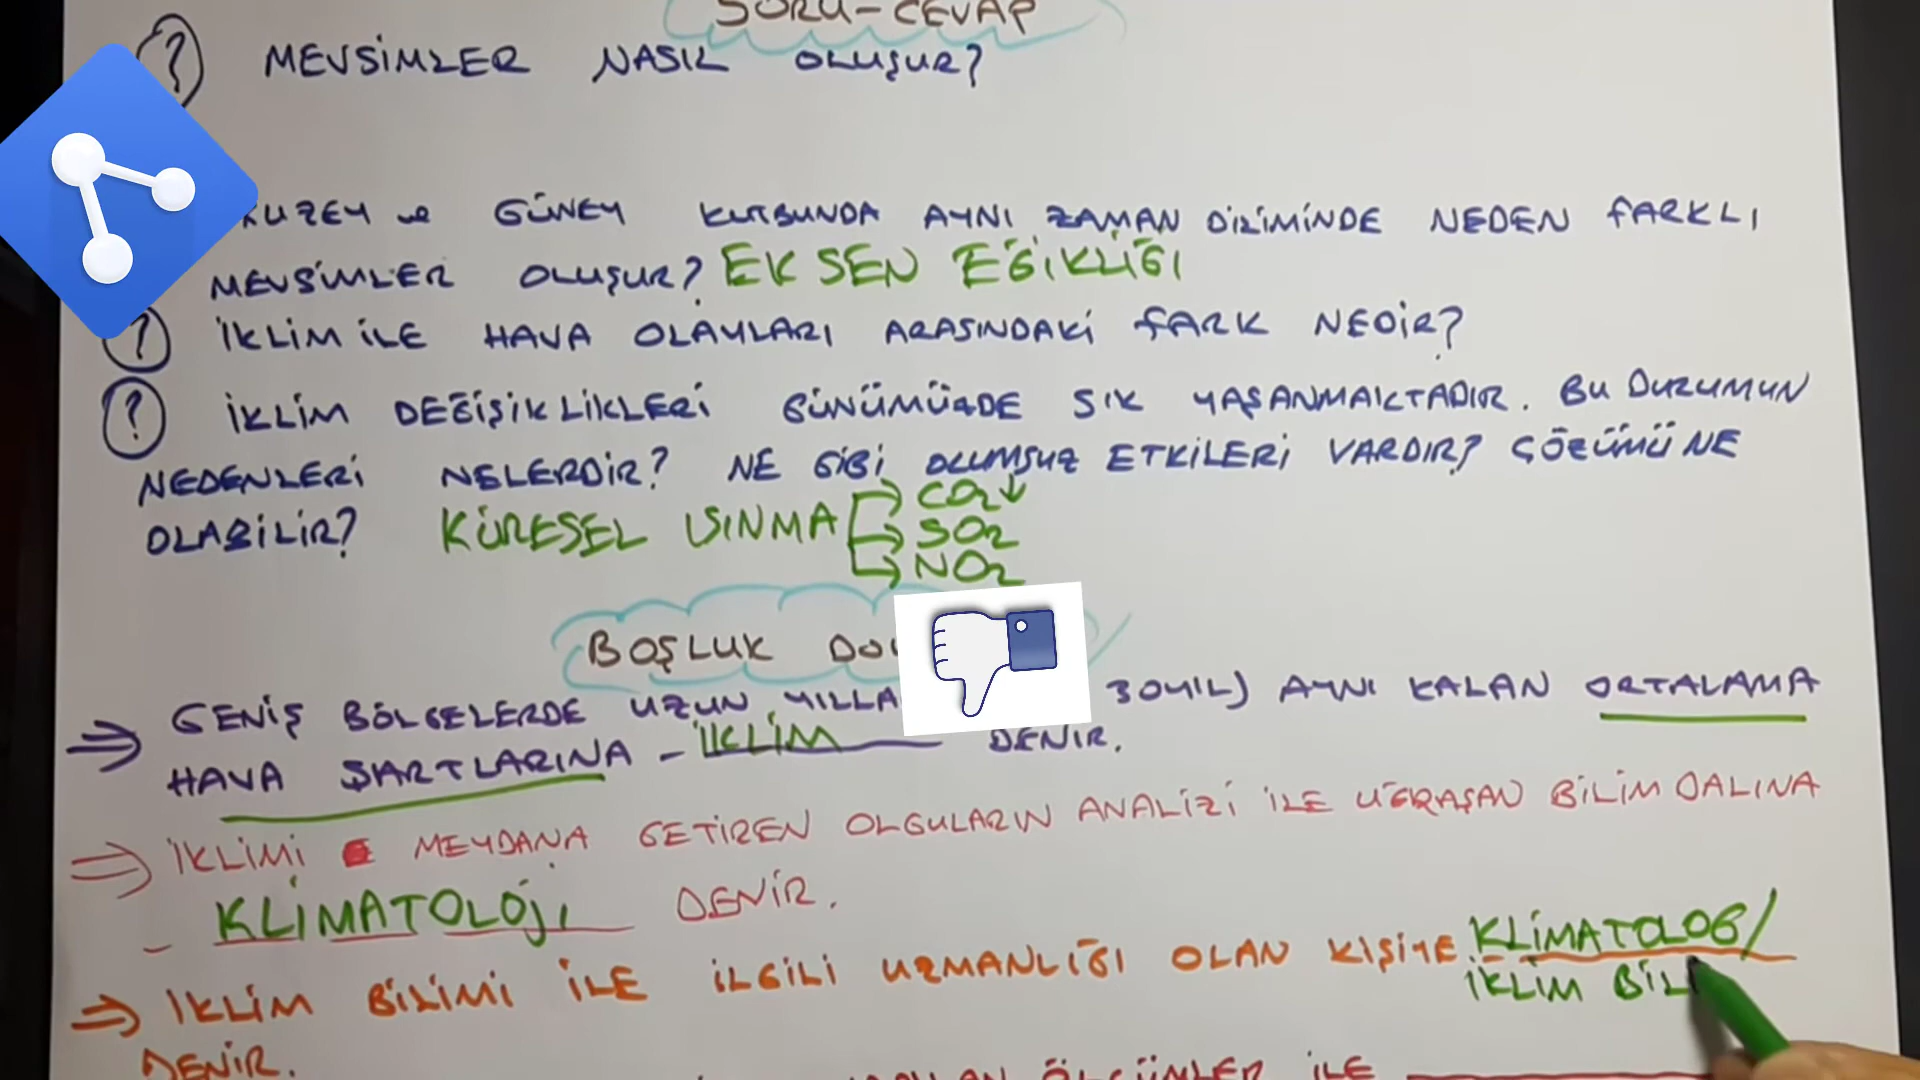 SORU-CEVAP
? MEVSİMLER NASIL OLUŞUR?
KUZEY ve GÜNEY KUTBUNDA AYNI ZAMAN DİLİMİNDE NEDEN FARKLI
MEVSİMLER OLUŞUR? EKSEN EĞİKLİĞİ
? İKLİM İLE HAVA OLAYLARI ARASINDAKİ FARK NEDİR?
? İKLİM DEĞİŞİKLİKLERİ GÜNÜMÜZDE SIK YAŞANMAKTADIR. BU DURUMUN
NEDENLERİ NELERDİR? NE GİBİ OLUMSUZ ETKİLERİ VARDIR? ÇÖZÜMÜ NE
OLABİLİR? KÜRESEL ISINMA CO2↓
SO2
NO2
BOŞLUK
⇒ GENİŞ BÖLGELERDE UZUN 30 YIL) AYNI KALAN ORTALAMA
HAVA ŞARTLARINA - İKLİM DENİR.
⇒ İKLİMİ MEYDANA GETİREN OLGULARIN ANALİZİ İLE UĞRAŞAN BİLİM DALINA
- KLİMATOLOJİ DENİR.
⇒ İKLİM BİLİMİ İLE İLGİLİ UZMANLIĞI OLAN KİŞİYE KLİMATOLOG/
İKLİM BİL
DENİR.
ÖLÇÜMLER İLE